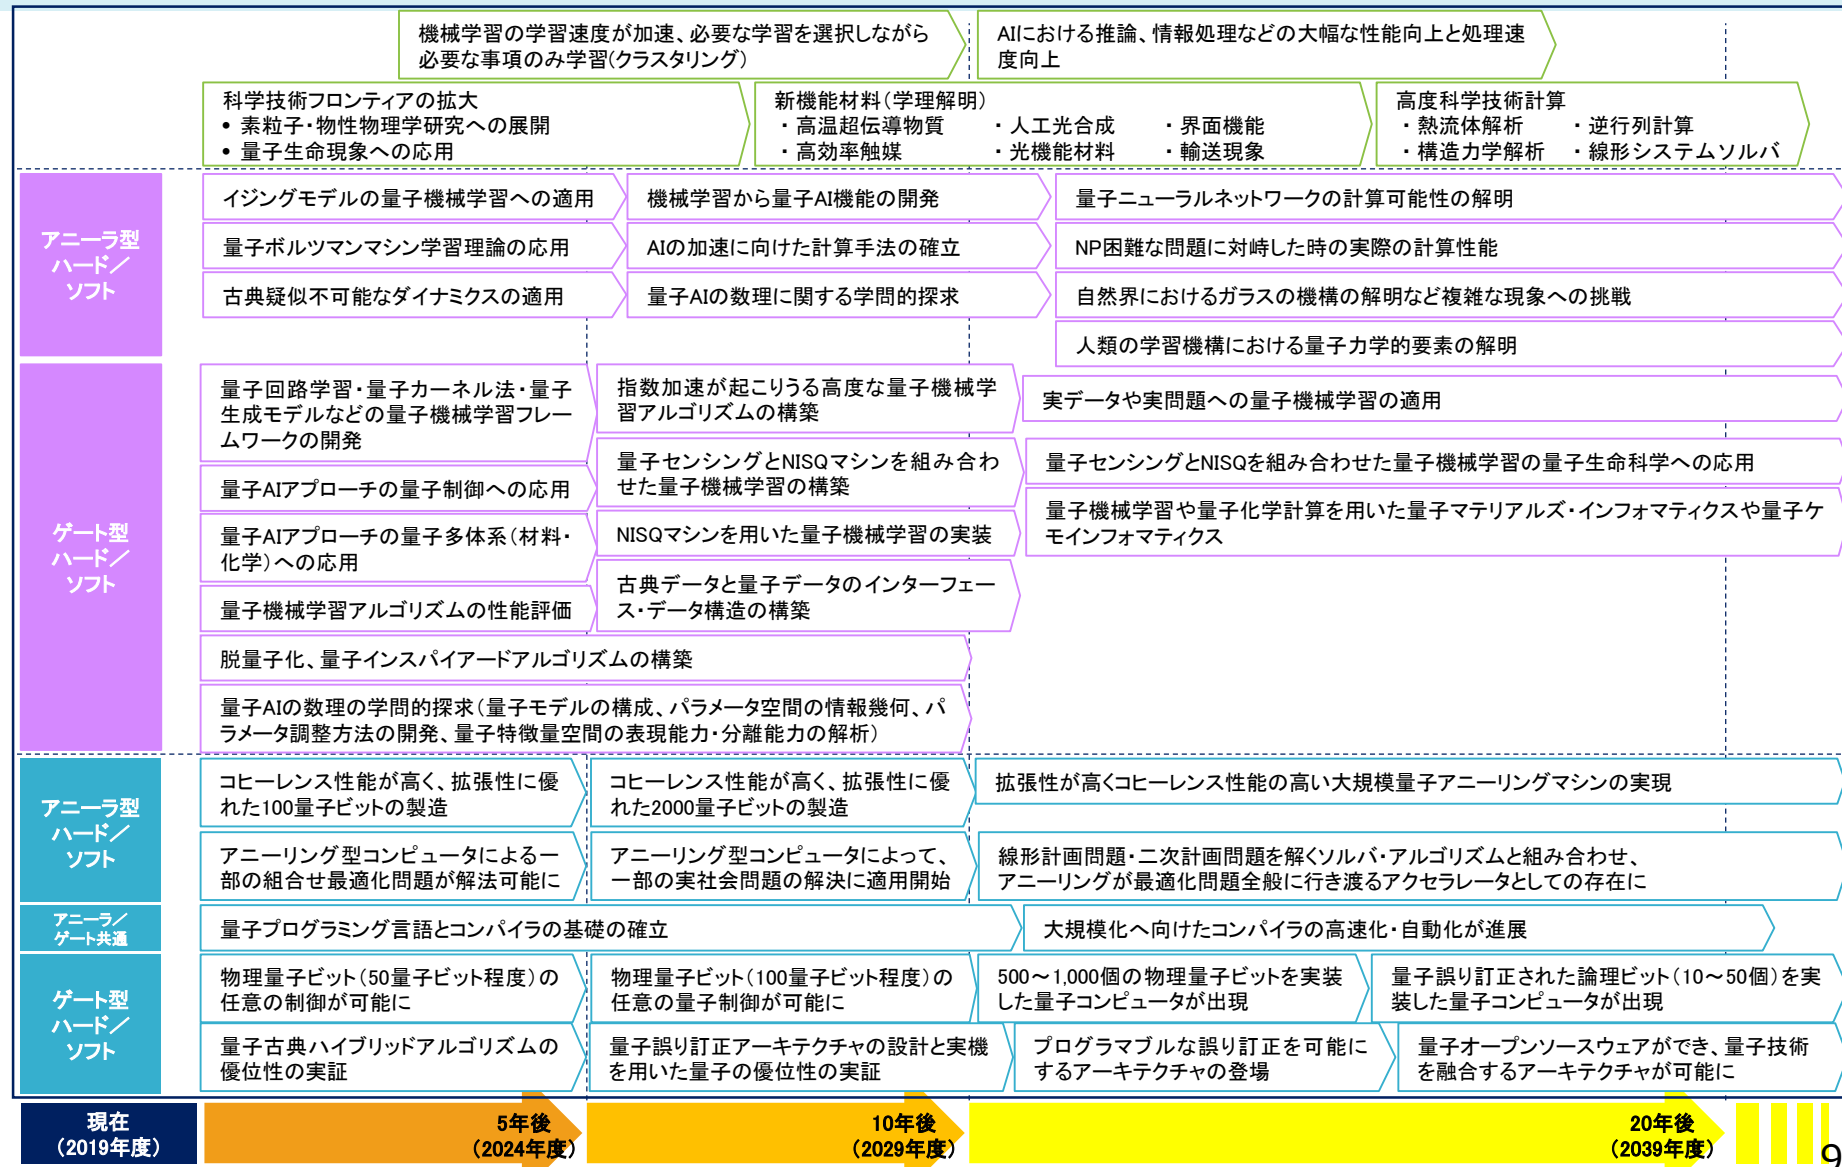 機械学習の学習速度が加速、必要な学習を選択しながら
必要な事項のみ学習(クラスタリング)
AIにおける推論、情報処理などの大幅な性能向上と処理速
度向上
科学技術フロンティアの拡大
• 素粒子・物性物理学研究への展開
• 量子生命現象への応用
新機能材料(学理解明)
・高温超伝導物質 ・人工光合成 ・界面機能
・高効率触媒 ・光機能材料 ・輸送現象
高度科学技術計算
・熱流体解析 ・逆行列計算
・構造力学解析 ・線形システムソルバ
アニーラ型
ハード／
ソフト
イジングモデルの量子機械学習への適用
機械学習から量子AI機能の開発
量子ニューラルネットワークの計算可能性の解明
量子ボルツマンマシン学習理論の応用
AIの加速に向けた計算手法の確立
NP困難な問題に対峙した時の実際の計算性能
古典疑似不可能なダイナミクスの適用
量子AIの数理に関する学問的探求
自然界におけるガラスの機構の解明など複雑な現象への挑戦
人類の学習機構における量子力学的要素の解明
ゲート型
ハード／
ソフト
量子回路学習・量子カーネル法・量子
生成モデルなどの量子機械学習フレー
ムワークの開発
指数加速が起こりうる高度な量子機械学
習アルゴリズムの構築
実データや実問題への量子機械学習の適用
量子AIアプローチの量子制御への応用
量子センシングとNISQマシンを組み合わ
せた量子機械学習の構築
量子センシングとNISQを組み合わせた量子機械学習の量子生命科学への応用
量子AIアプローチの量子多体系(材料・
化学)への応用
NISQマシンを用いた量子機械学習の実装
量子機械学習や量子化学計算を用いた量子マテリアルズ・インフォマティクスや量子ケ
モインフォマティクス
量子機械学習アルゴリズムの性能評価
古典データと量子データのインターフェー
ス・データ構造の構築
脱量子化、量子インスパイアードアルゴリズムの構築
量子AIの数理の学問的探求(量子モデルの構成、パラメータ空間の情報幾何、パ
ラメータ調整方法の開発、量子特徴量空間の表現能力・分離能力の解析)
アニーラ型
ハード／
ソフト
コヒーレンス性能が高く、拡張性に優
れた100量子ビットの製造
コヒーレンス性能が高く、拡張性に優
れた2000量子ビットの製造
拡張性が高くコヒーレンス性能の高い大規模量子アニーリングマシンの実現
アニーリング型コンピュータによる一
部の組合せ最適化問題が解法可能に
アニーリング型コンピュータによって、
一部の実社会問題の解決に適用開始
線形計画問題・二次計画問題を解くソルバ・アルゴリズムと組み合わせ、
アニーリングが最適化問題全般に行き渡るアクセラレータとしての存在に
アニーラ／
ゲート共通
量子プログラミング言語とコンパイラの基礎の確立
大規模化へ向けたコンパイラの高速化・自動化が進展
ゲート型
ハード／
ソフト
物理量子ビット(50量子ビット程度)の
任意の制御が可能に
物理量子ビット(100量子ビット程度)の
任意の量子制御が可能に
500～1,000個の物理量子ビットを実装
した量子コンピュータが出現
量子誤り訂正された論理ビット(10～50個)を実
装した量子コンピュータが出現
量子古典ハイブリッドアルゴリズムの
優位性の実証
量子誤り訂正アーキテクチャの設計と実機
を用いた量子の優位性の実証
プログラマブルな誤り訂正を可能に
するアーキテクチャの登場
量子オープンソースウェアができ、量子技術
を融合するアーキテクチャが可能に
現在
(2019年度)
5年後
(2024年度)
10年後
(2029年度)
20年後
(2039年度)
9